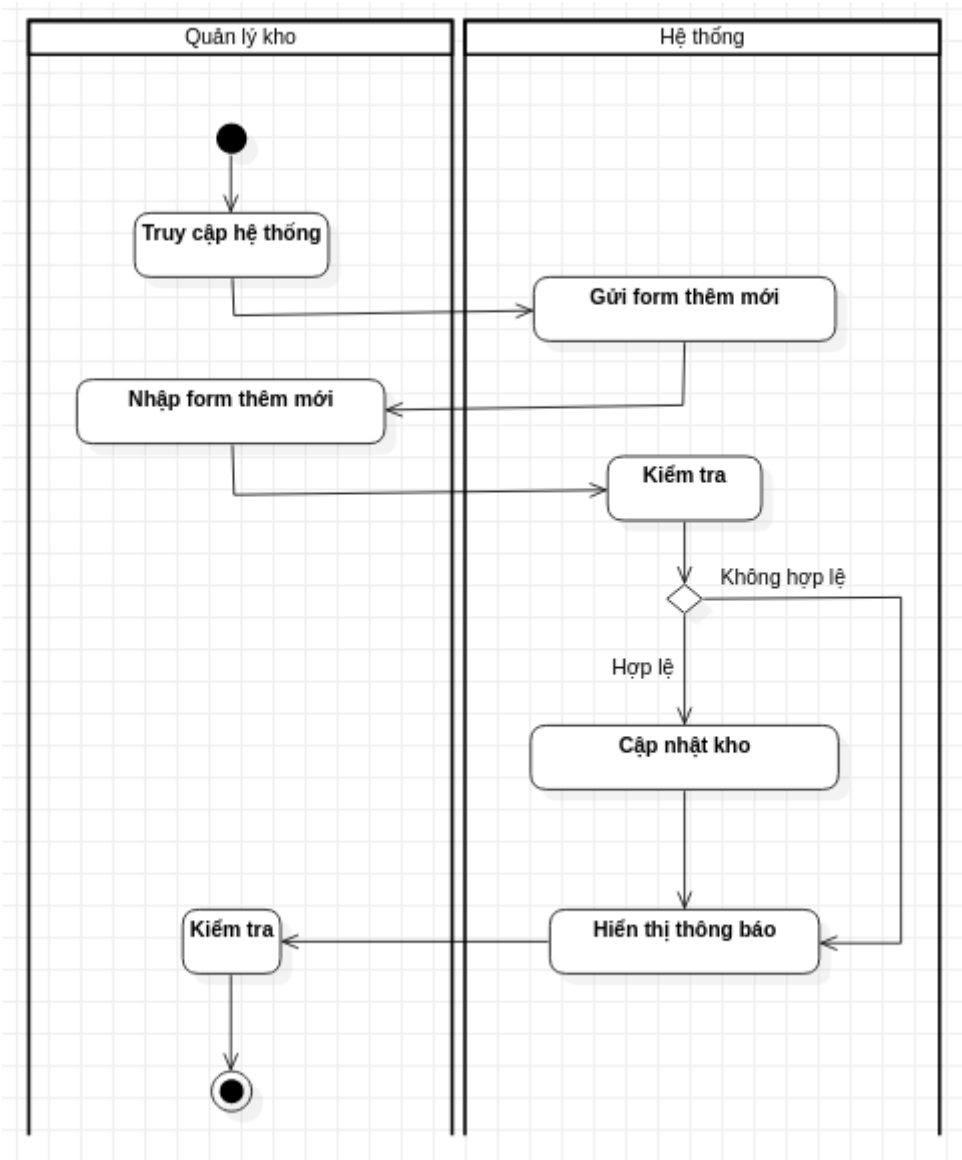 Quản lý kho
Hệ thống
Truy cập hệ thống
Gửi form thêm mới
Nhập form thêm mới
Kiểm tra
Không hợp lệ
Hợp lệ
Cập nhật kho
Kiểm tra
Hiển thị thông báo